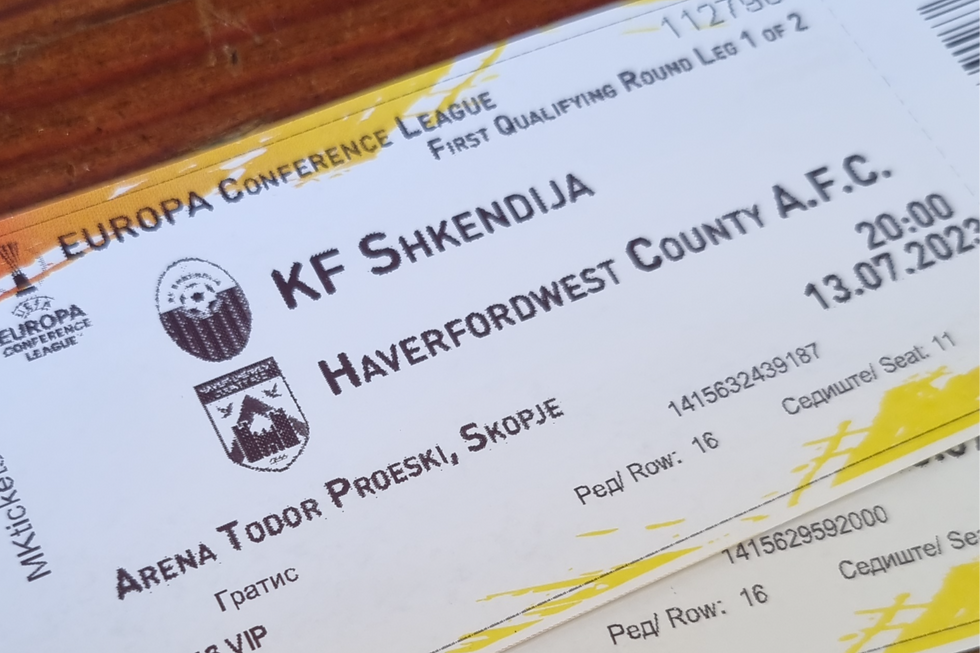 EUROPA CONFERENCE LEAGUE
FIRST QUALIFYING ROUND LEG 1 OF 2
UEFA
EUROPA
CONFERENCE
LEAGUE
KF SHKENDIJA
HAVERFORDWEST COUNTY A.F.C.
20:00
13.07.2023
ARENA TODOR PROESKI, SKOPJE
1415632439187
Ред/ Row: 16
Седиште/ Seat: 11
Гратис
VIP
1415629592000
Ред/ Row: 16
Седиште/